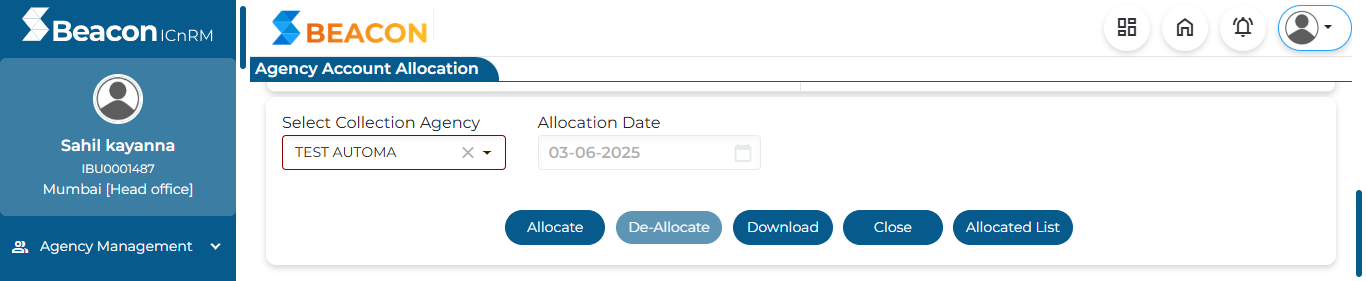 Beacon ICnRM
BEACON
Agency Account Allocation
Sahil kayanna
IBU0001487
Mumbai [Head office]
Agency Management
Select Collection Agency
Allocation Date
TEST AUTOMA
03-06-2025
Allocate
De-Allocate
Download
Close
Allocated List